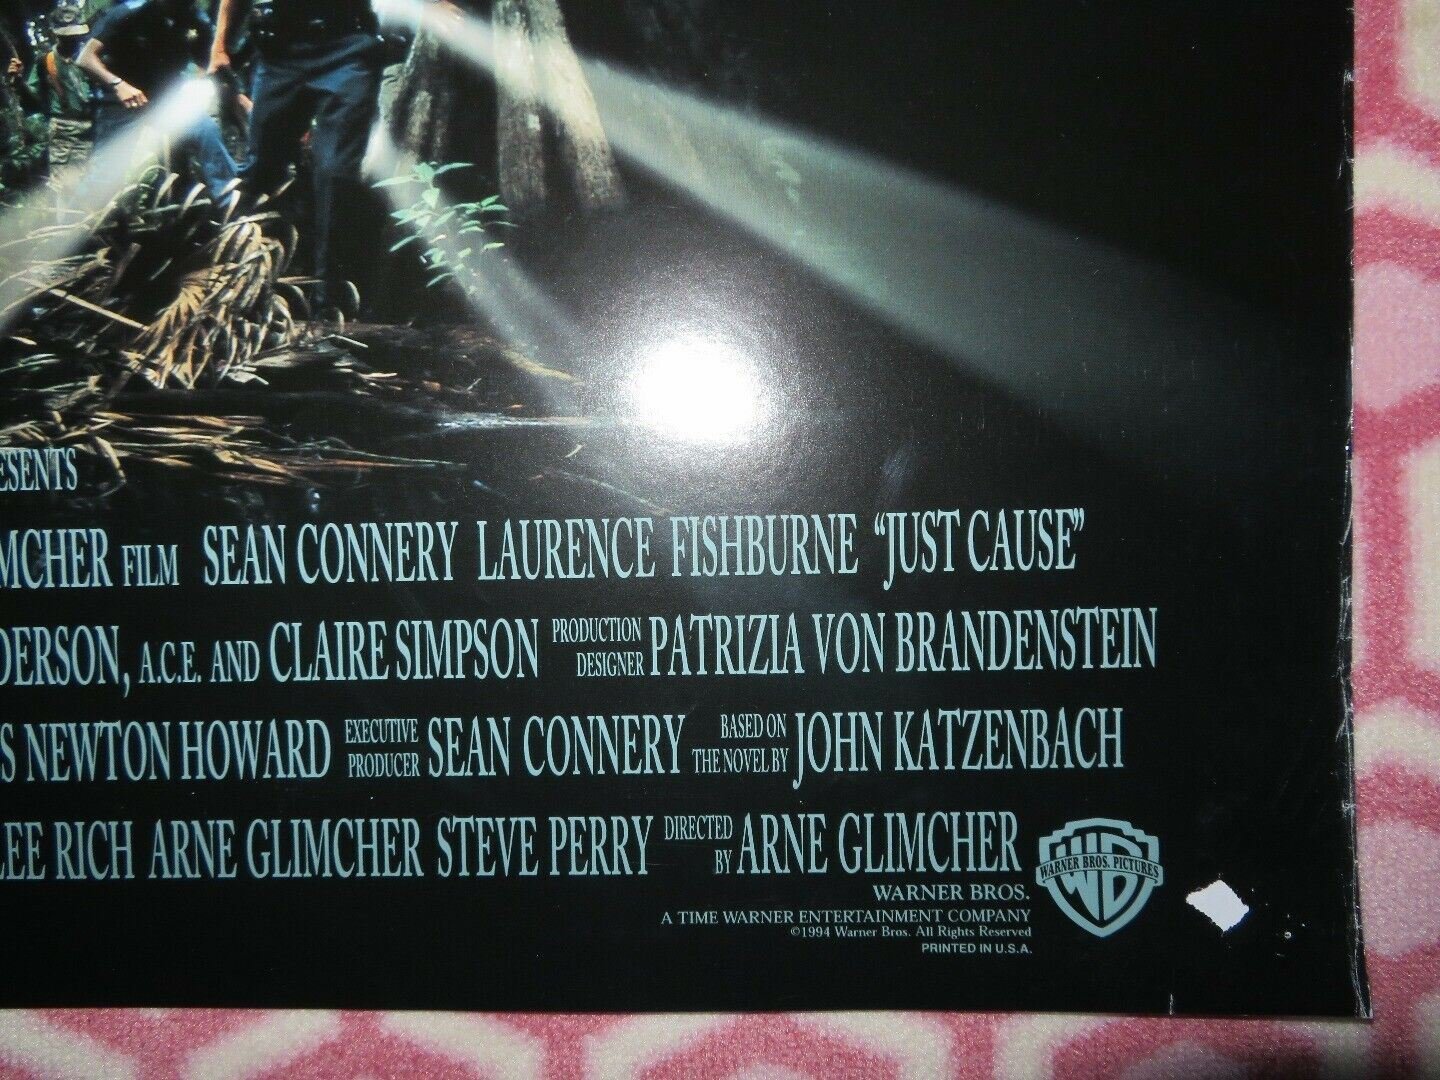 ESENTS
MCHER FILM SEAN CONNERY LAURENCE FISHBURNE "JUST CAUSE"
DERSON, A.C.E. AND CLAIRE SIMPSON PRODUCTION DESIGNER PATRIZIA VON BRANDENSTEIN
S NEWTON HOWARD EXECUTIVE PRODUCER SEAN CONNERY BASED ON THE NOVEL BY JOHN KATZENBACH
LEE RICH ARNE GLIMCHER STEVE PERRY DIRECTED BY ARNE GLIMCHER
WARNER BROS. PICTURES
WB
WARNER BROS.
A TIME WARNER ENTERTAINMENT COMPANY
©1994 Warner Bros. All Rights Reserved
PRINTED IN U.S.A.